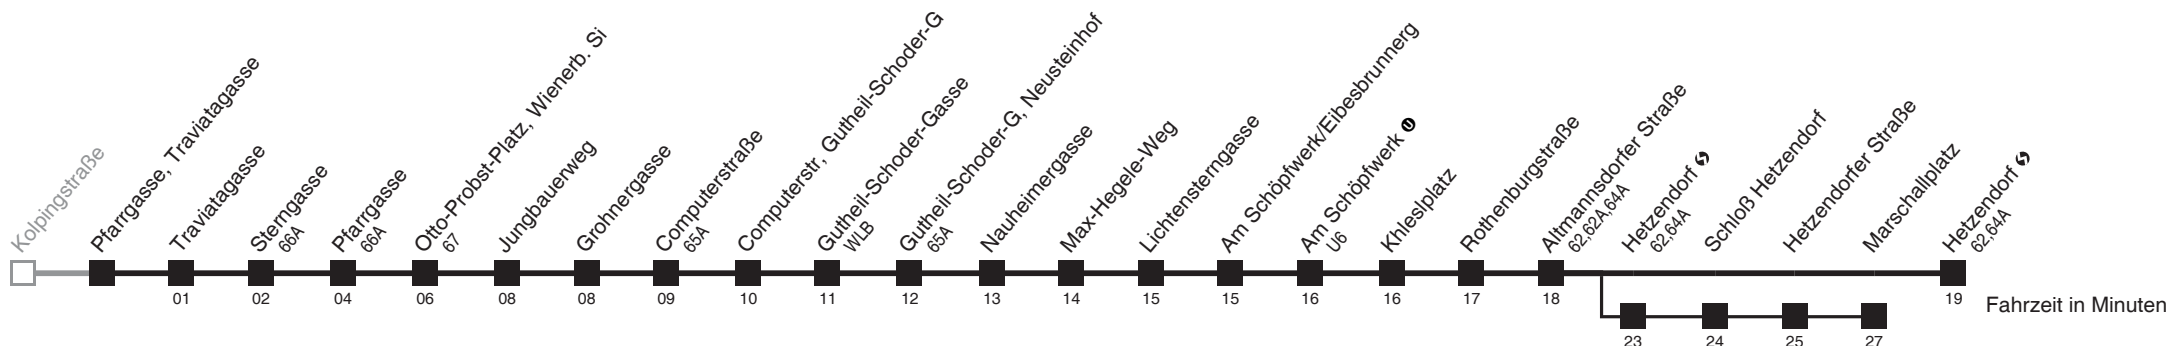 Kolpingstraße
Pfarrgasse, Traviatagasse
Traviatagasse
01
Sterngasse
66A
02
Pfarrgasse
66A
04
Otto-Probst-Platz, Wienerb. Si
67
06
Jungbauerweg
08
Grohnergasse
08
Computerstraße
65A
09
Computerstr, Gutheil-Schoder-G
10
Gutheil-Schoder-Gasse
WLB
11
Gutheil-Schoder-G, Neusteinhof
65A
12
Nauheimergasse
13
Max-Hegele-Weg
14
Lichtensterngasse
15
Am Schöpfwerk/Eibesbrunnerg
15
Am Schöpfwerk U
U6
16
Khleslplatz
16
Rothenburgstraße
17
Altmannsdorfer Straße
62,62A,64A
18
Hetzendorf S
62,64A
23
Schloß Hetzendorf
24
Hetzendorfer Straße
25
Marschallplatz
27
Hetzendorf S
62,64A
19
Fahrzeit in Minuten